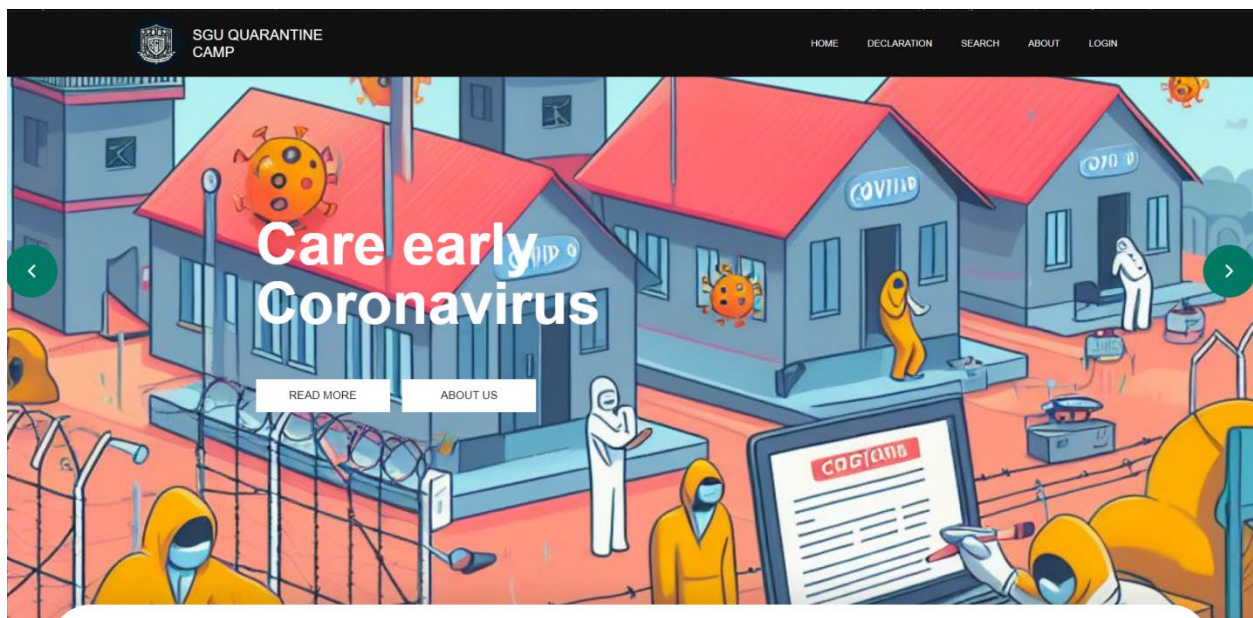 SGU QUARANTINE
CAMP
HOME DECLARATION SEARCH ABOUT LOGIN
Care early
Coronavirus
READ MORE ABOUT US